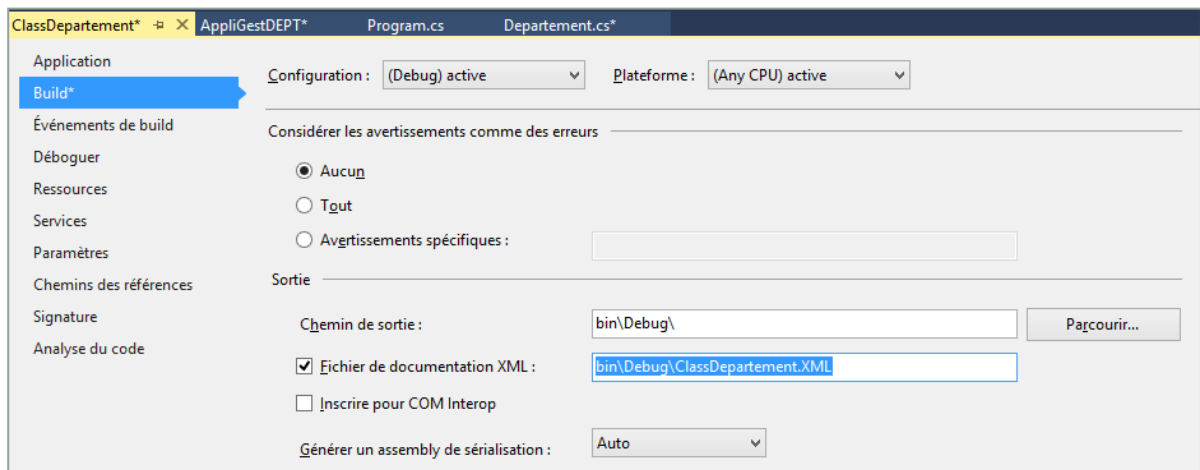 ClassDepartement* AppliGestDEPT* Program.cs Departement.cs*
Application
Configuration : (Debug) active Plateforme : (Any CPU) active
Build*
Événements de build
Considérer les avertissements comme des erreurs
Déboguer
Aucun
Ressources
Tout
Services
Avertissements spécifiques :
Paramètres
Chemins des références
Sortie
Signature
Chemin de sortie : bin\Debug\ Parcourir...
Analyse du code
Fichier de documentation XML : bin\Debug\ClassDepartement.XML
Inscrire pour COM Interop
Générer un assembly de sérialisation : Auto